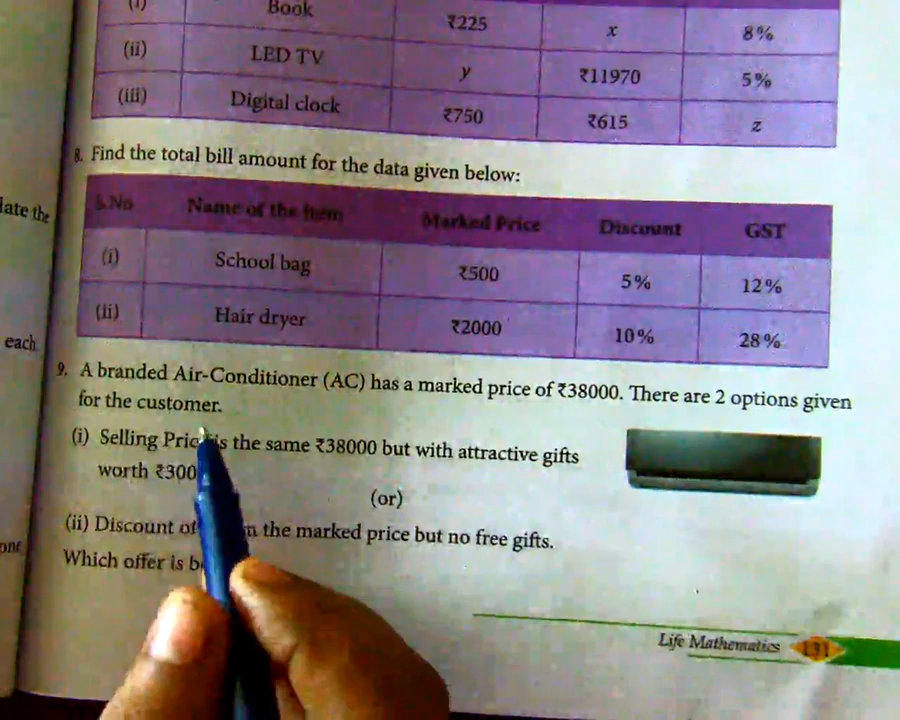 (i) Book ₹225 x 8%
(ii) LED TV y ₹11970 5%
(iii) Digital clock ₹750 ₹615 z
8. Find the total bill amount for the data given below:
S.No Name of the item Marked Price Discount GST
(i) School bag ₹500 5% 12%
(ii) Hair dryer ₹2000 10% 28%
late the
each
9. A branded Air-Conditioner (AC) has a marked price of ₹38000. There are 2 options given
for the customer.
(i) Selling Pric is the same ₹38000 but with attractive gifts
worth ₹300
(or)
(ii) Discount of n the marked price but no free gifts.
Which offer is b
Life Mathematics 131